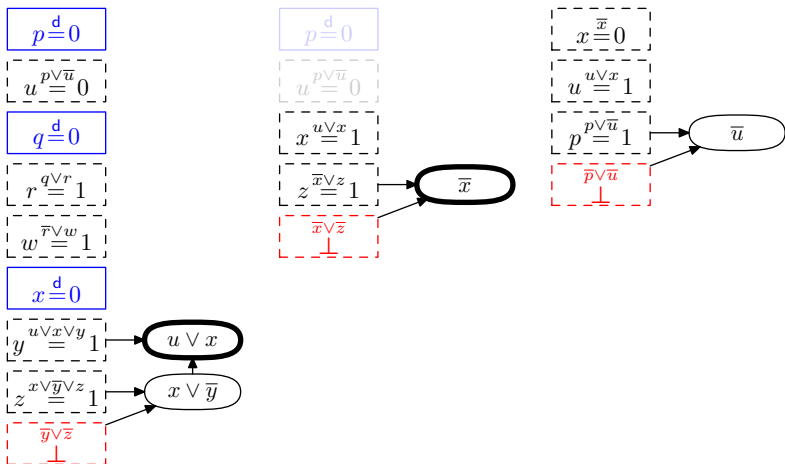 p d= 0
u p∨u̅= 0
q d= 0
r q∨r= 1
w r̅∨w= 1
x d= 0
y u∨x∨y= 1
u ∨ x
z x∨y̅∨z= 1
x ∨ y̅
y̅∨z̅
⊥
p d= 0
u p∨u̅= 0
x u∨x= 1
z x̅∨z= 1
x̅
x̅∨z̅
⊥
x x̅= 0
u u∨x= 1
p p∨u̅= 1
u̅
p̅∨u̅
⊥